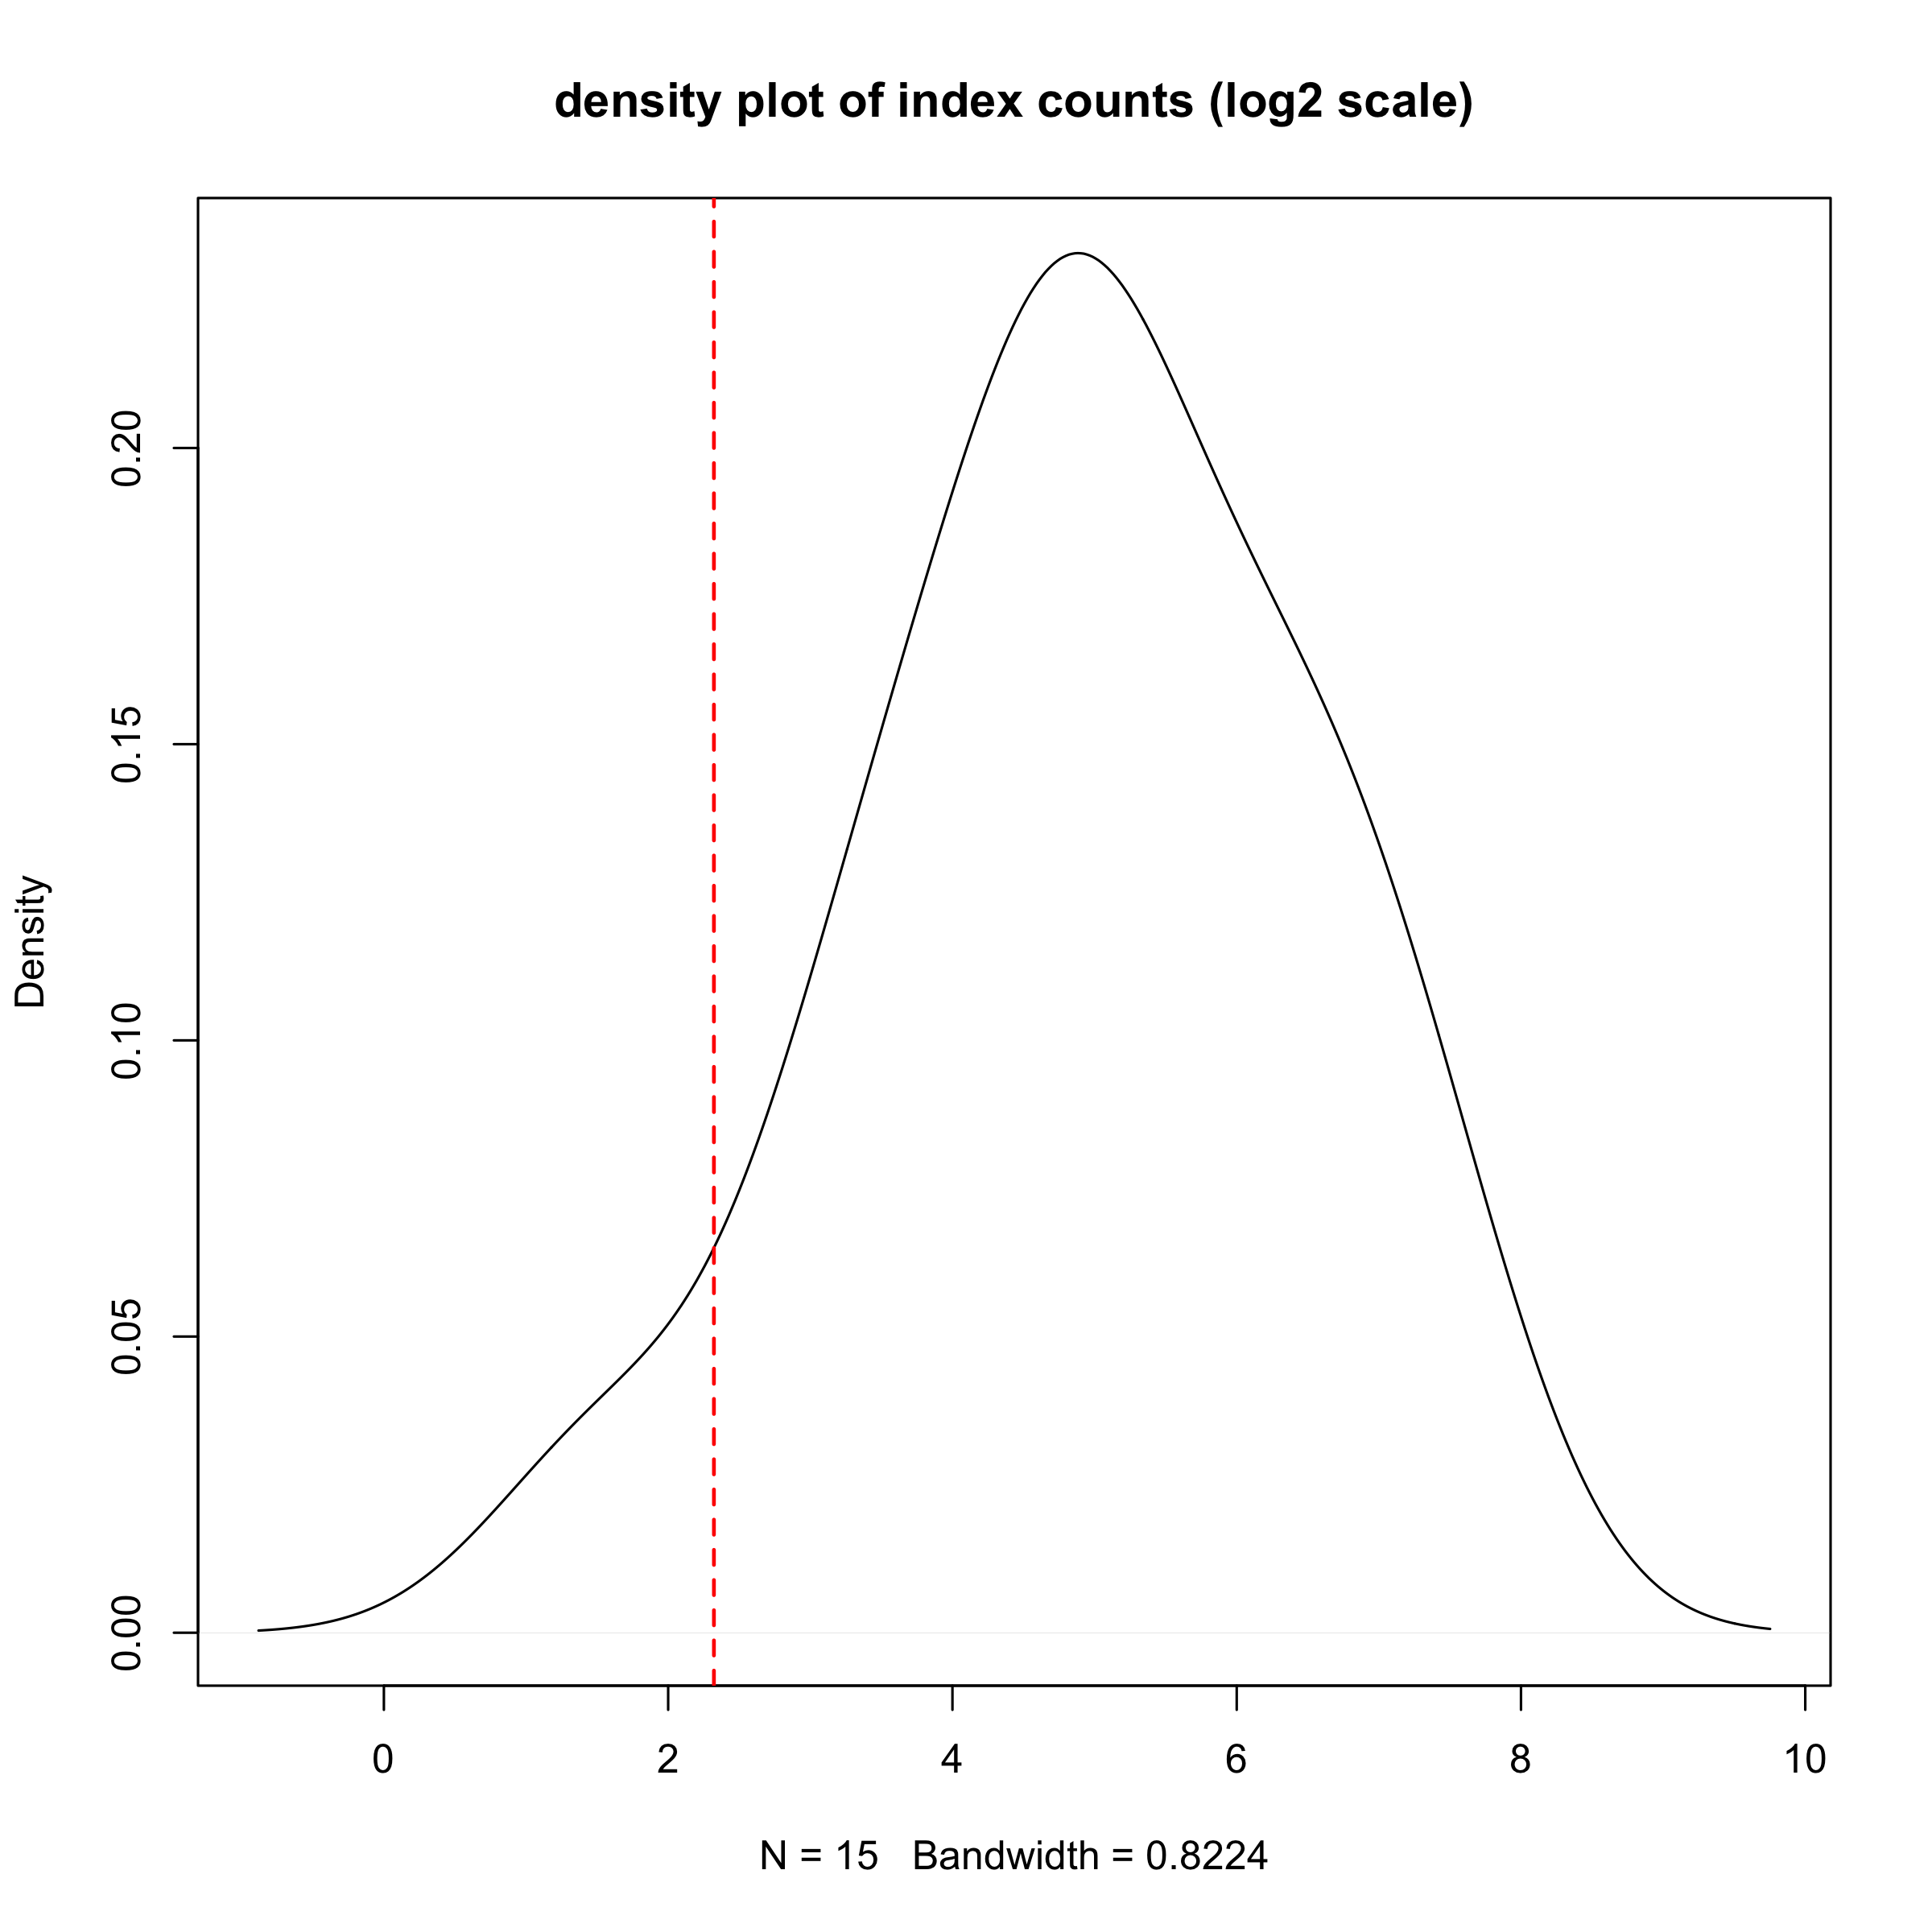 density plot of index counts (log2 scale)
Density
0.20
0.15
0.10
0.05
0.00
0 2 4 6 8 10
N = 15 Bandwidth = 0.8224